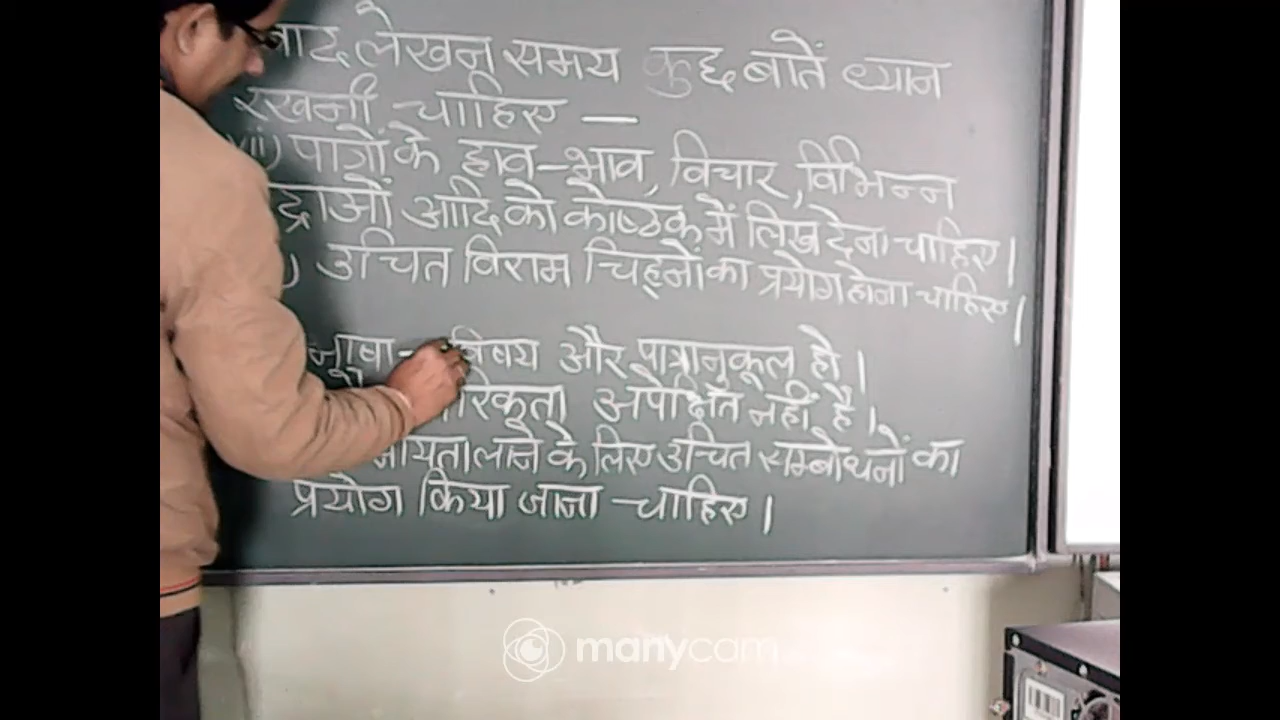 लेखन समय कुछ बातें ध्यान
रखनी चाहिए —
पात्रों के हाव-भाव, विचार, विभिन्न
आदि को कोष्ठक में लिख देना चाहिए।
उचित विराम चिह्नों का प्रयोग होना चाहिए।
विषय और पात्रानुकूल हो।
अपेक्षित नहीं है।
लाने के लिए उचित सम्बोधनों का
प्रयोग किया जाना चाहिए।
manycam